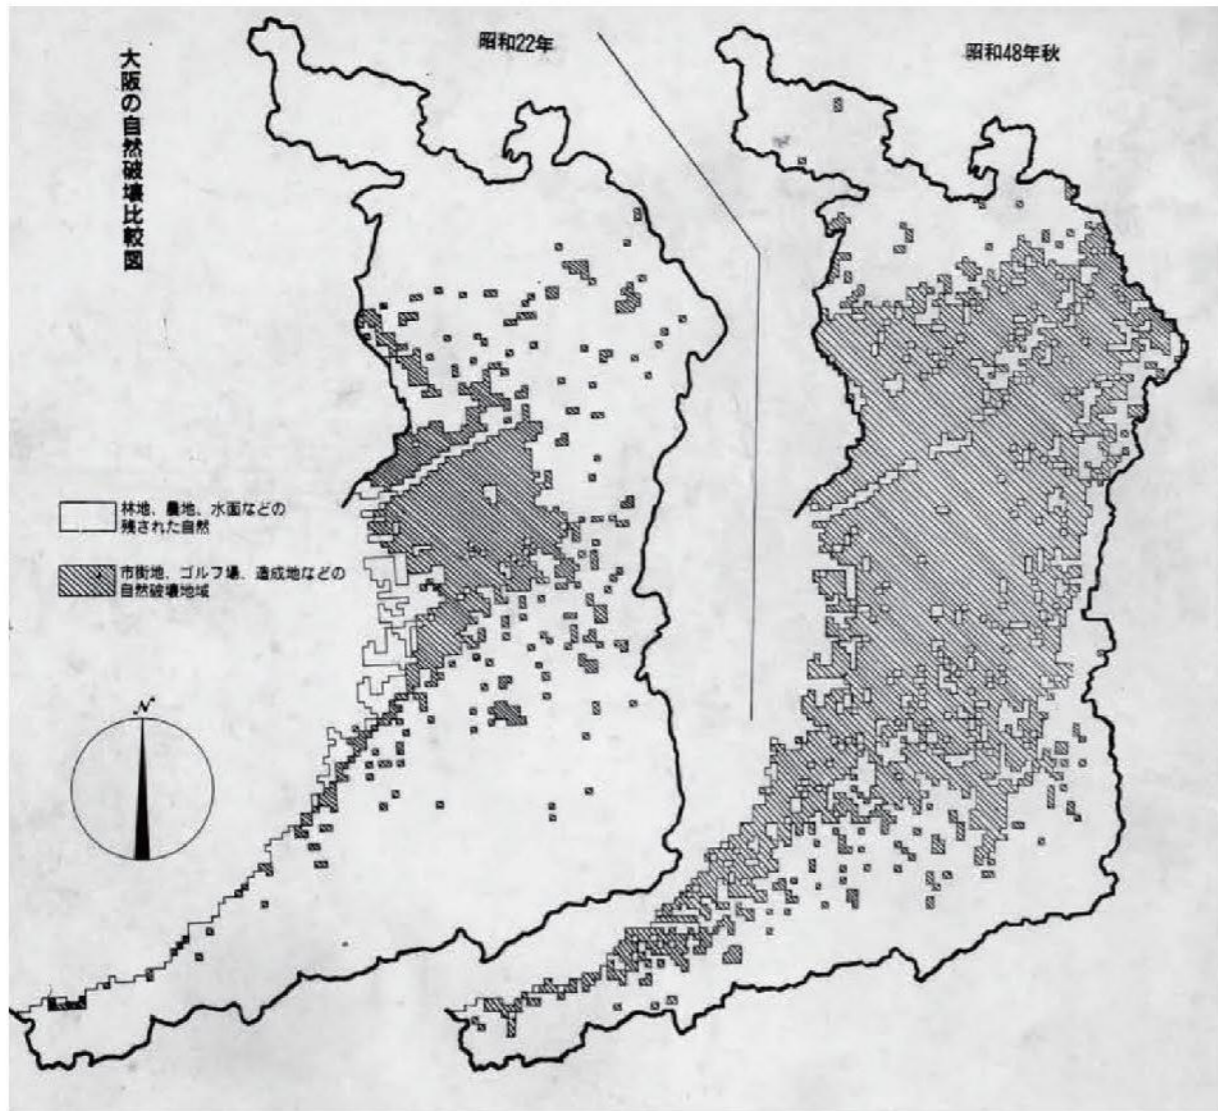 大阪の自然破壊比較図
昭和22年
昭和48年秋
林地、農地、水面などの
残された自然
市街地、ゴルフ場、造成地などの
自然破壊地域
N